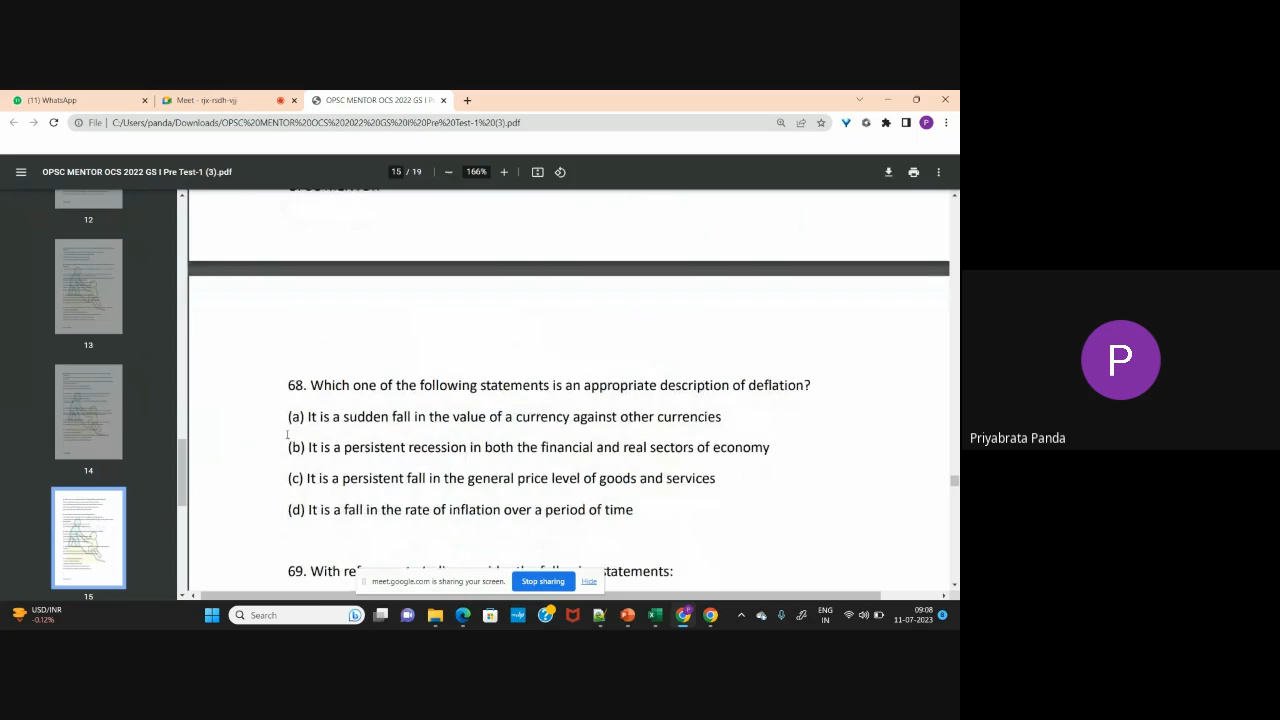 (11) WhatsApp
Meet - rjx-rsdh-vjj
OPSC MENTOR OCS 2022 GS I P
File
C:/Users/panda/Downloads/OPSC%20MENTOR%20OCS%202022%20GS%20I%20Pre%20Test-1%20(3).pdf
P
OPSC MENTOR OCS 2022 GS I Pre Test-1 (3).pdf
15 / 19
166%
12
13
14
15
68. Which one of the following statements is an appropriate description of deflation?
(a) It is a sudden fall in the value of a currency against other currencies
(b) It is a persistent recession in both the financial and real sectors of economy
(c) It is a persistent fall in the general price level of goods and services
(d) It is a fall in the rate of inflation over a period of time
69. With statements:
meet.google.com is sharing your screen.
Stop sharing
Hide
USD/INR
-0.12%
Search
ENG
IN
09:08
11-07-2023
P
Priyabrata Panda